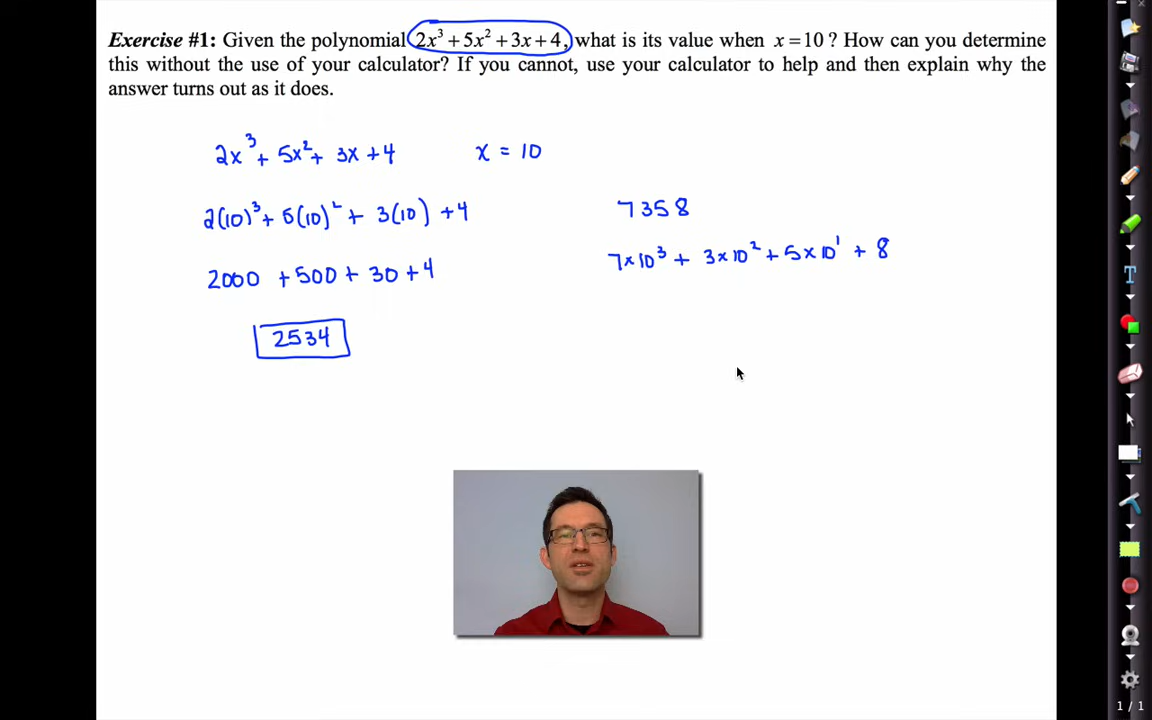 Exercise #1: Given the polynomial 2x³ + 5x² + 3x + 4, what is its value when x = 10 ? How can you determine
this without the use of your calculator? If you cannot, use your calculator to help and then explain why the
answer turns out as it does.
2x³ + 5x² + 3x + 4 x = 10
2(10)³ + 5(10)² + 3(10) + 4
7358
7×10³ + 3×10² + 5×10¹ + 8
2000 + 500 + 30 + 4
2534
T
1 / 1